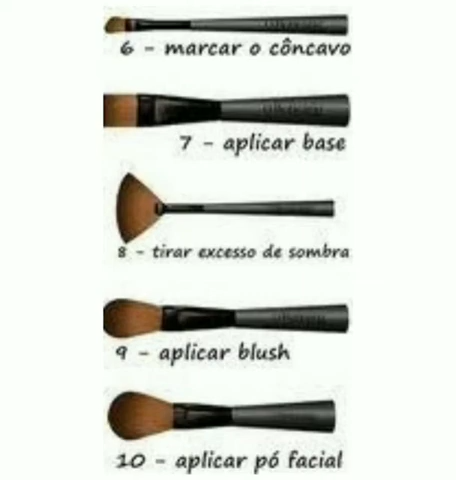 6 - marcar o côncavo
7 - aplicar base
8 - tirar excesso de sombra
9 - aplicar blush
10 - aplicar pó facial